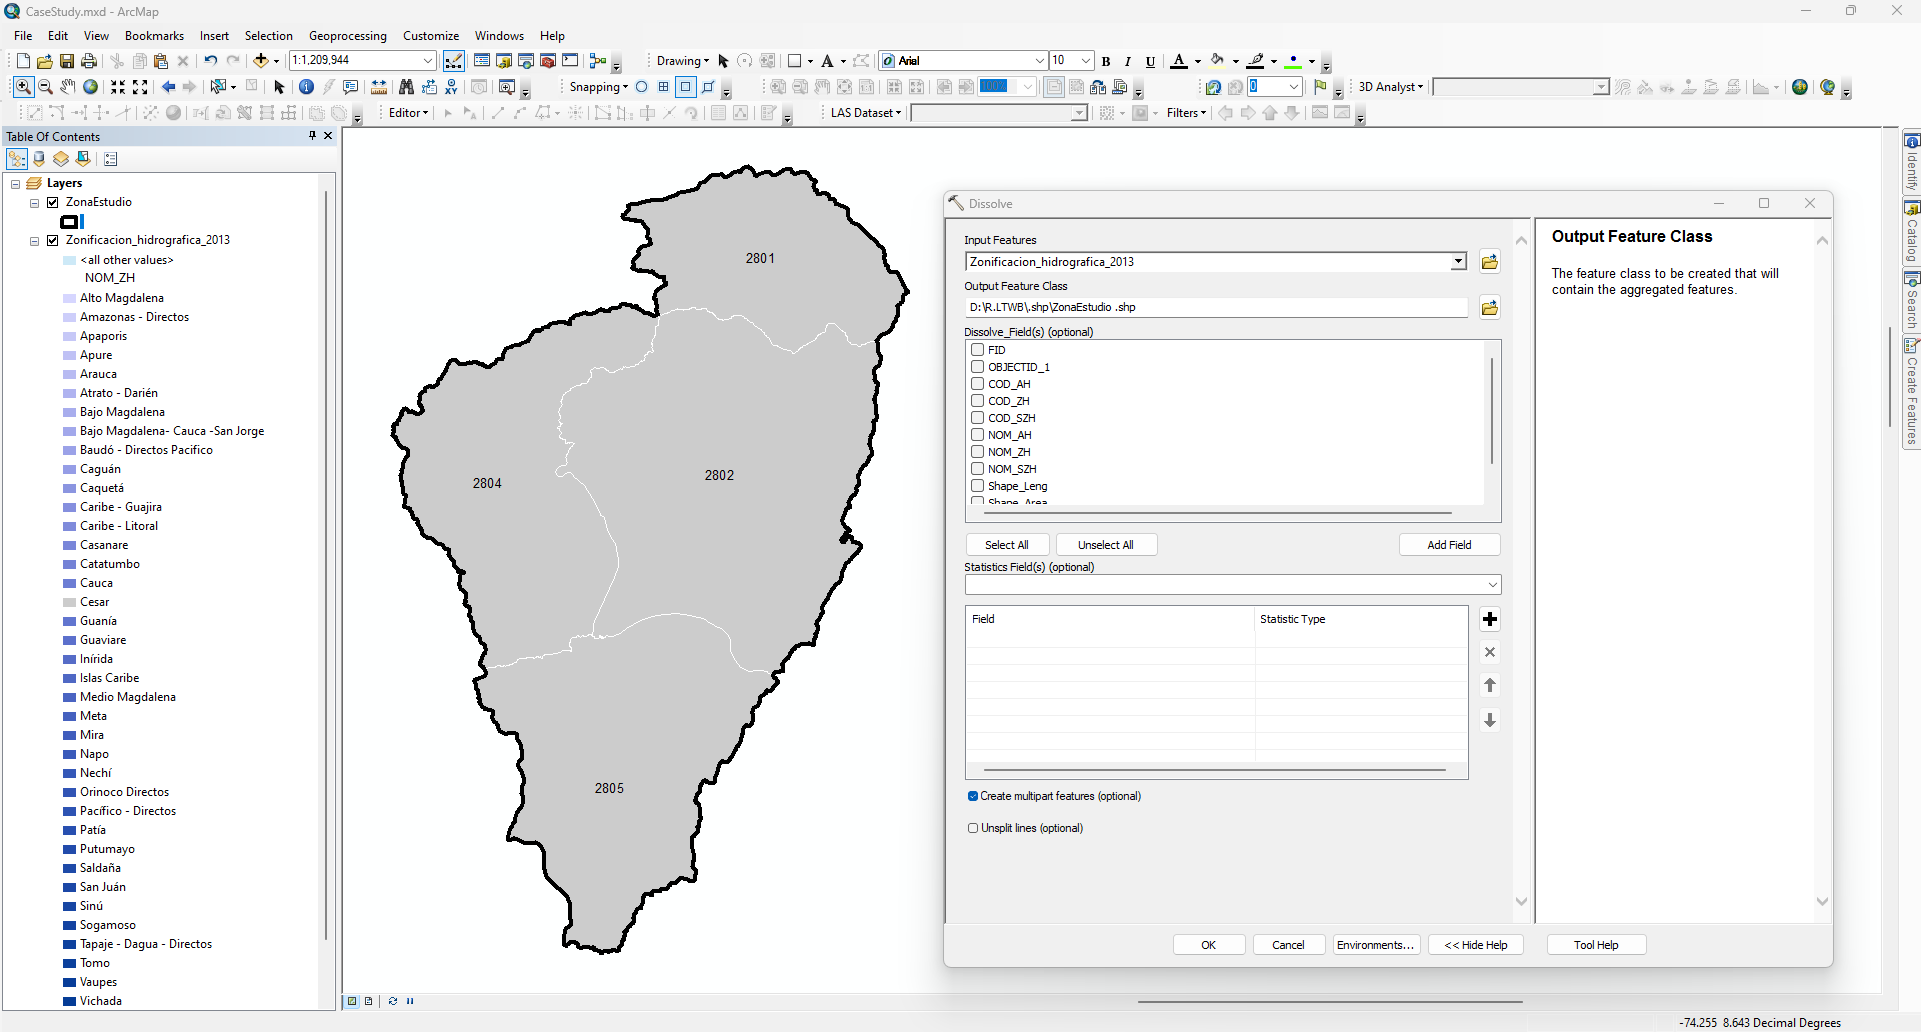 CaseStudy.mxd - ArcMap
File Edit View Bookmarks Insert Selection Geoprocessing Customize Windows Help
1:1,209,944 Drawing Arial 10 B I U A
Snapping 100% 0 3D Analyst
Editor LAS Dataset Filters
Table Of Contents
Layers
ZonaEstudio
Zonificacion_hidrografica_2013
<all other values>
NOM_ZH
Alto Magdalena
Amazonas - Directos
Apaporis
Apure
Arauca
Atrato - Darién
Bajo Magdalena
Bajo Magdalena- Cauca -San Jorge
Baudó - Directos Pacifico
Caguán
Caquetá
Caribe - Guajira
Caribe - Litoral
Casanare
Catatumbo
Cauca
Cesar
Guanía
Guaviare
Inírida
Islas Caribe
Medio Magdalena
Meta
Mira
Napo
Nechí
Orinoco Directos
Pacífico - Directos
Patía
Putumayo
Saldaña
San Juán
Sinú
Sogamoso
Tapaje - Dagua - Directos
Tomo
Vaupes
Vichada
2801
2802
2804
2805
Dissolve
Input Features
Zonificacion_hidrografica_2013
Output Feature Class
D:\R.LTWB\.shp\ZonaEstudio .shp
Dissolve_Field(s) (optional)
FID
OBJECTID_1
COD_AH
COD_ZH
COD_SZH
NOM_AH
NOM_ZH
NOM_SZH
Shape_Leng
Shape_Area
Select All Unselect All Add Field
Statistics Field(s) (optional)
Field Statistic Type
Create multipart features (optional)
Unsplit lines (optional)
OK Cancel Environments... << Hide Help Tool Help
Output Feature Class
The feature class to be created that will
contain the aggregated features.
Identify
Catalog
Search
Create Features
-74.255 8.643 Decimal Degrees